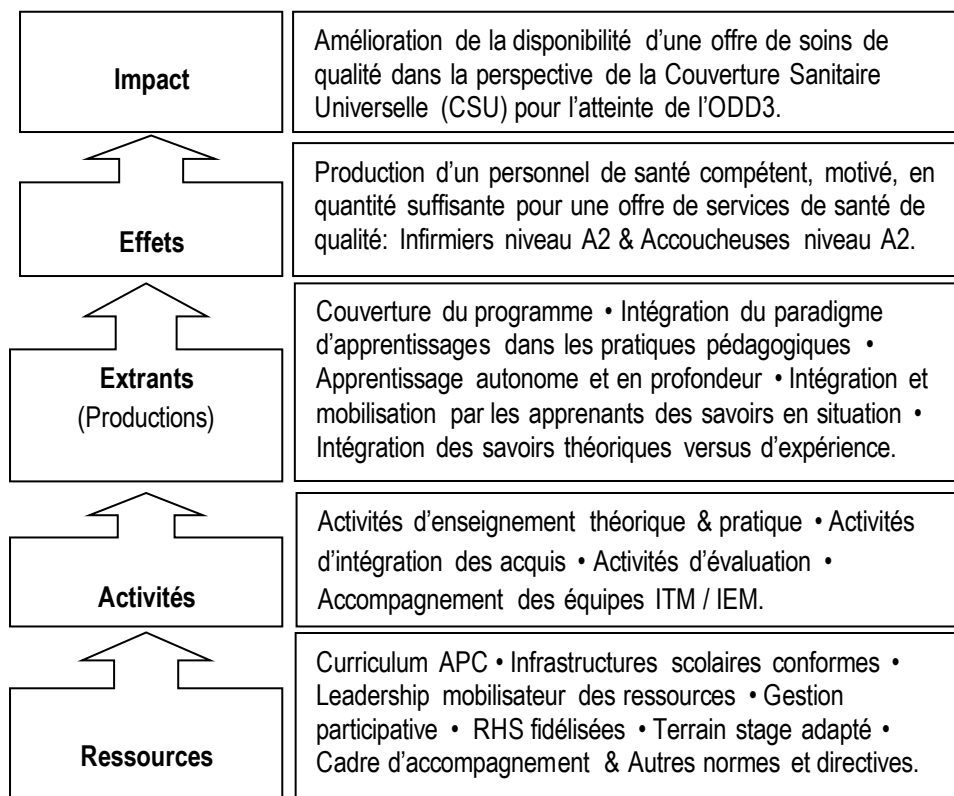 Impact
Amélioration de la disponibilité d'une offre de soins de
qualité dans la perspective de la Couverture Sanitaire
Universelle (CSU) pour l'atteinte de l'ODD3.
Effets
Production d'un personnel de santé compétent, motivé, en
quantité suffisante pour une offre de services de santé de
qualité: Infirmiers niveau A2 & Accoucheuses niveau A2.
Extrants
(Productions)
Couverture du programme • Intégration du paradigme
d'apprentissages dans les pratiques pédagogiques •
Apprentissage autonome et en profondeur • Intégration et
mobilisation par les apprenants des savoirs en situation •
Intégration des savoirs théoriques versus d'expérience.
Activités
Activités d'enseignement théorique & pratique • Activités
d'intégration des acquis • Activités d'évaluation •
Accompagnement des équipes ITM / IEM.
Ressources
Curriculum APC • Infrastructures scolaires conformes •
Leadership mobilisateur des ressources • Gestion
participative • RHS fidélisées • Terrain stage adapté •
Cadre d'accompagnement & Autres normes et directives.